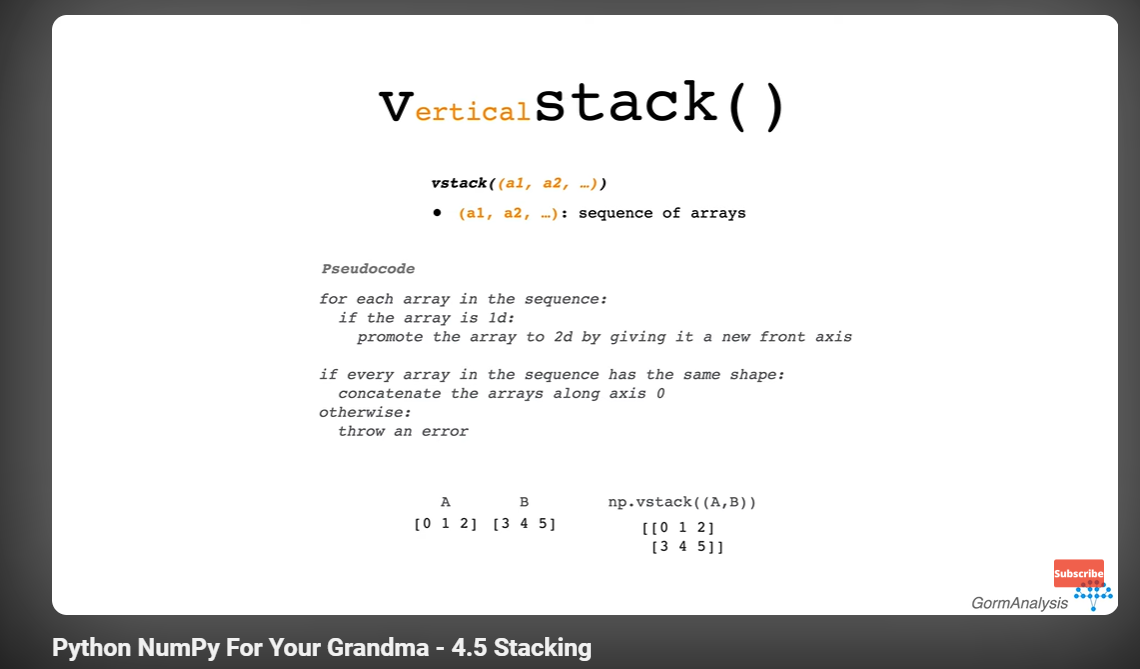 verticalstack()
vstack((a1, a2, …))
• (a1, a2, …): sequence of arrays
Pseudocode
for each array in the sequence:
if the array is 1d:
promote the array to 2d by giving it a new front axis
if every array in the sequence has the same shape:
concatenate the arrays along axis 0
otherwise:
throw an error
A B np.vstack((A,B))
[0 1 2] [3 4 5] [[0 1 2]
[3 4 5]]
Subscribe
GormAnalysis
Python NumPy For Your Grandma - 4.5 Stacking